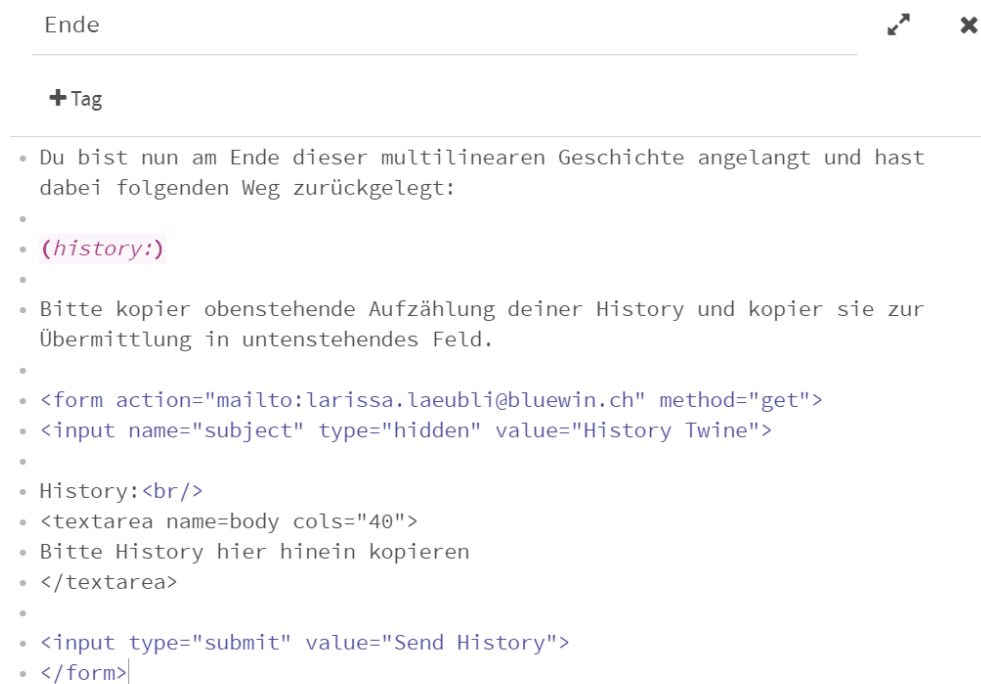 Ende
+ Tag
Du bist nun am Ende dieser multilinearen Geschichte angelangt und hast
dabei folgenden Weg zurückgelegt:
(history:)
Bitte kopier obenstehende Aufzählung deiner History und kopier sie zur
Übermittlung in untenstehendes Feld.
<form action="mailto:larissa.laeubli@bluewin.ch" method="get">
<input name="subject" type="hidden" value="History Twine">
History:<br/>
<textarea name=body cols="40">
Bitte History hier hinein kopieren
</textarea>
<input type="submit" value="Send History">
</form>